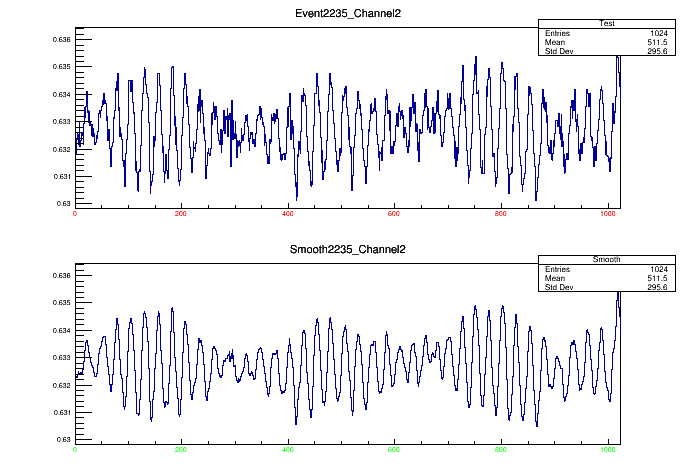 Event2235_Channel2
Test
Entries 1024
Mean 511.5
Std Dev 295.6
0.636
0.635
0.634
0.633
0.632
0.631
0.63
0 200 400 600 800 1000
Smooth2235_Channel2
Smooth
Entries 1024
Mean 511.5
Std Dev 295.6
0.636
0.635
0.634
0.633
0.632
0.631
0.63
0 200 400 600 800 1000